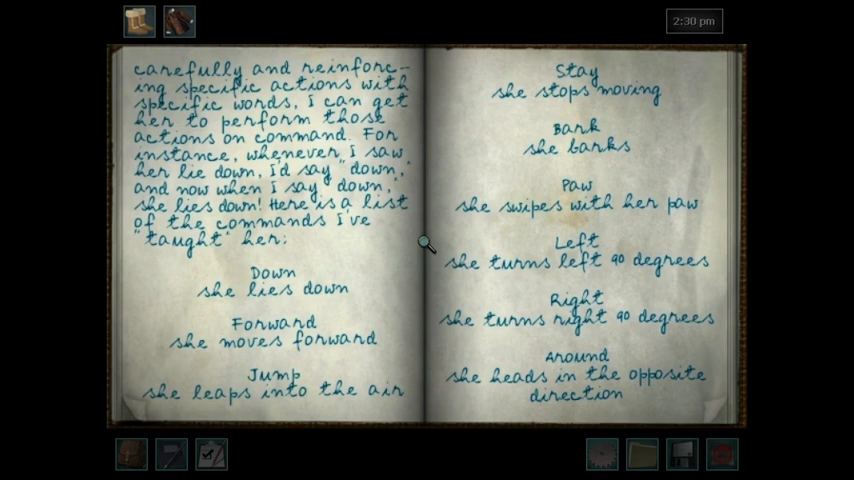 2:30 pm
carefully and reinforc-
ing specific actions with
specific words, I can get
her to perform those
actions on command. For
instance, whenever I saw
her lie down, I'd say "down,"
and now when I say "down,"
she lies down! Here is a list
of the commands I've
"taught" her:
Down
she lies down
Forward
she moves forward
Jump
she leaps into the air
Stay
she stops moving
Bark
she barks
Paw
she swipes with her paw
Left
she turns left 90 degrees
Right
she turns right 90 degrees
Around
she heads in the opposite
direction